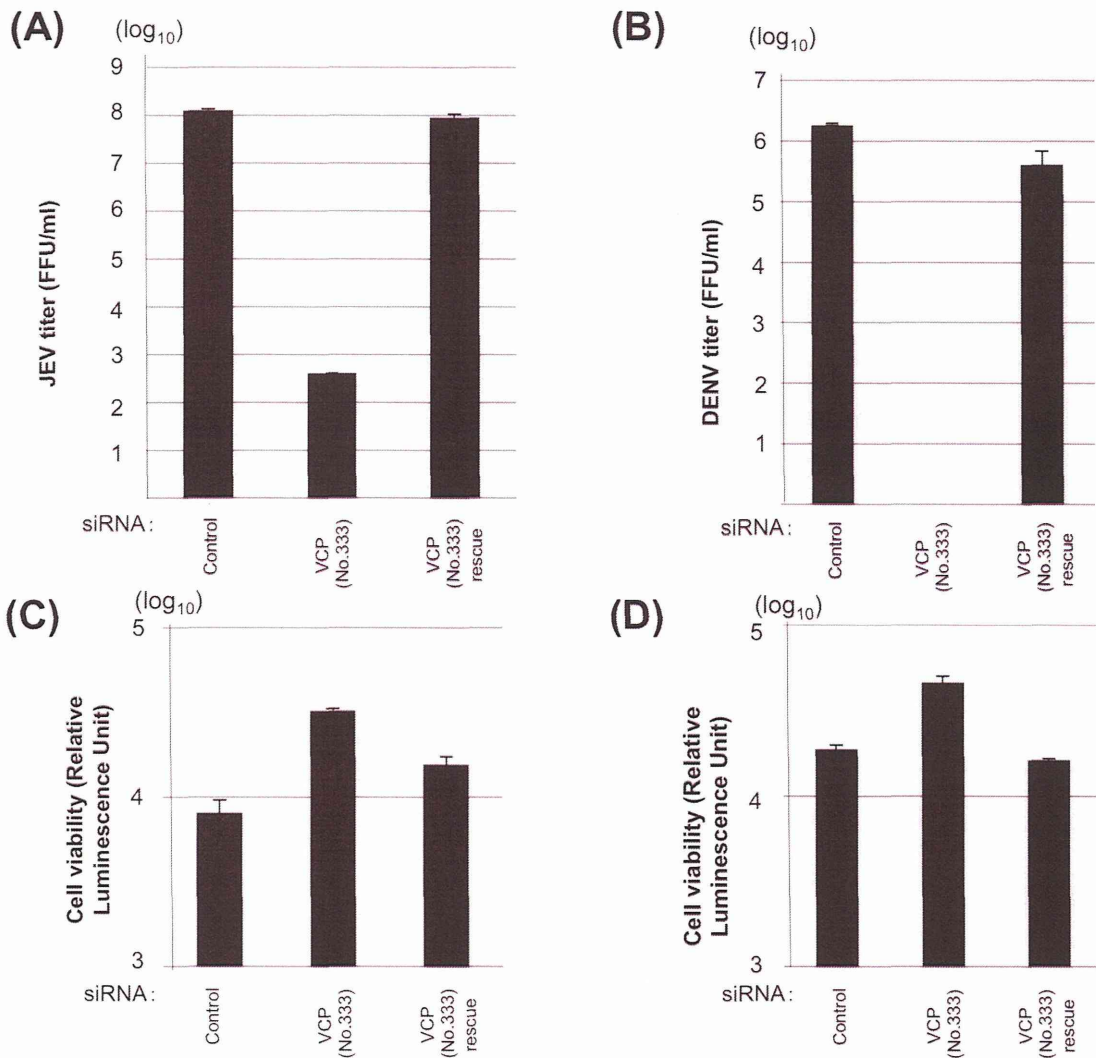 (A)
(log10)
9
8
7
6
5
4
3
2
1
JEV titer (FFU/ml)
siRNA :
Control
VCP
(No.333)
VCP
(No.333)
rescue
(B)
(log10)
7
6
5
4
3
2
1
DENV titer (FFU/ml)
siRNA :
Control
VCP
(No.333)
VCP
(No.333)
rescue
(C)
(log10)
5
4
3
Cell viability (Relative
Luminescence Unit)
siRNA :
Control
VCP
(No.333)
VCP
(No.333)
rescue
(D)
(log10)
5
4
3
Cell viability (Relative
Luminescence Unit)
siRNA :
Control
VCP
(No.333)
VCP
(No.333)
rescue